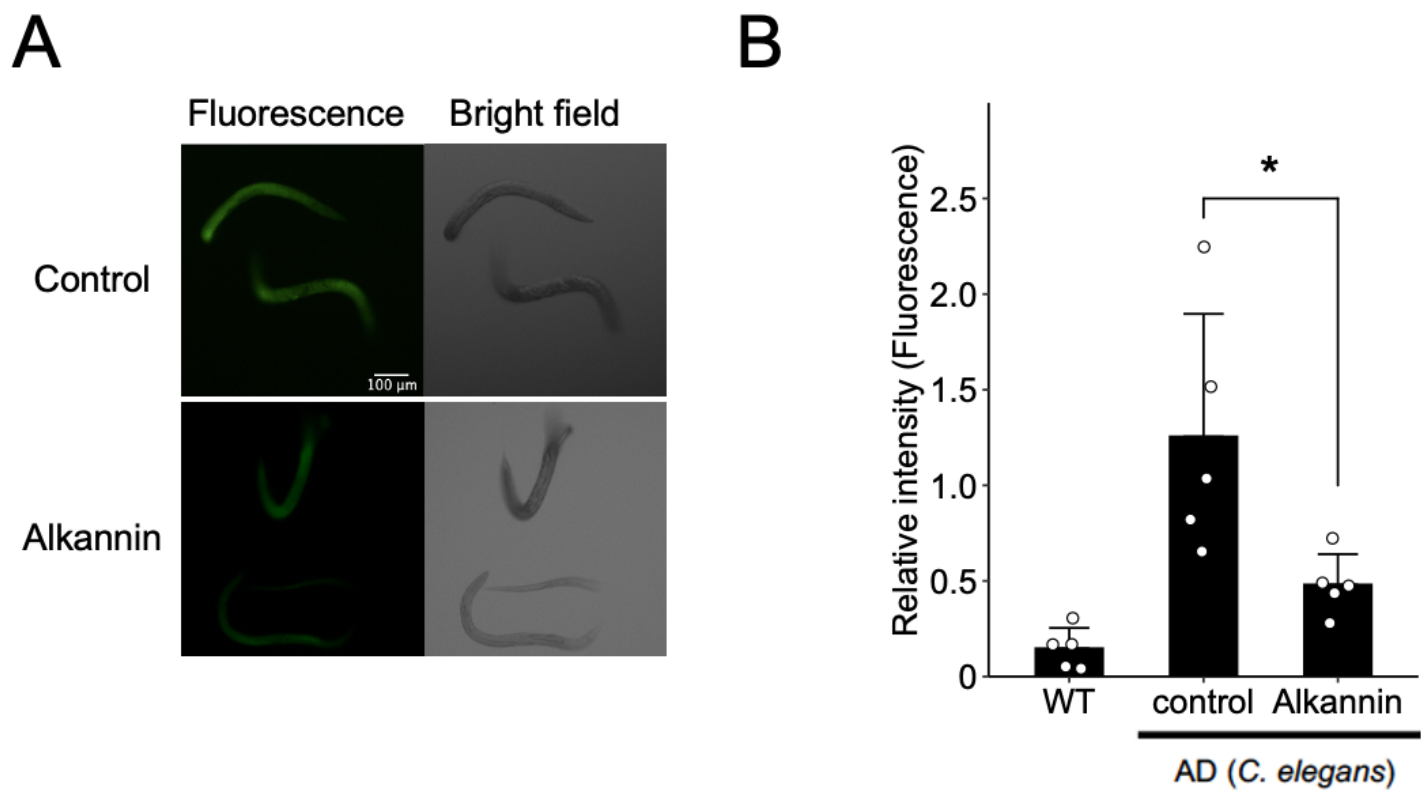 A
Fluorescence Bright field
Control
100 μm
Alkannin
B
Relative intensity (Fluorescence)
2.5
2.0
1.5
1.0
0.5
0
*
WT control Alkannin
AD (C. elegans)